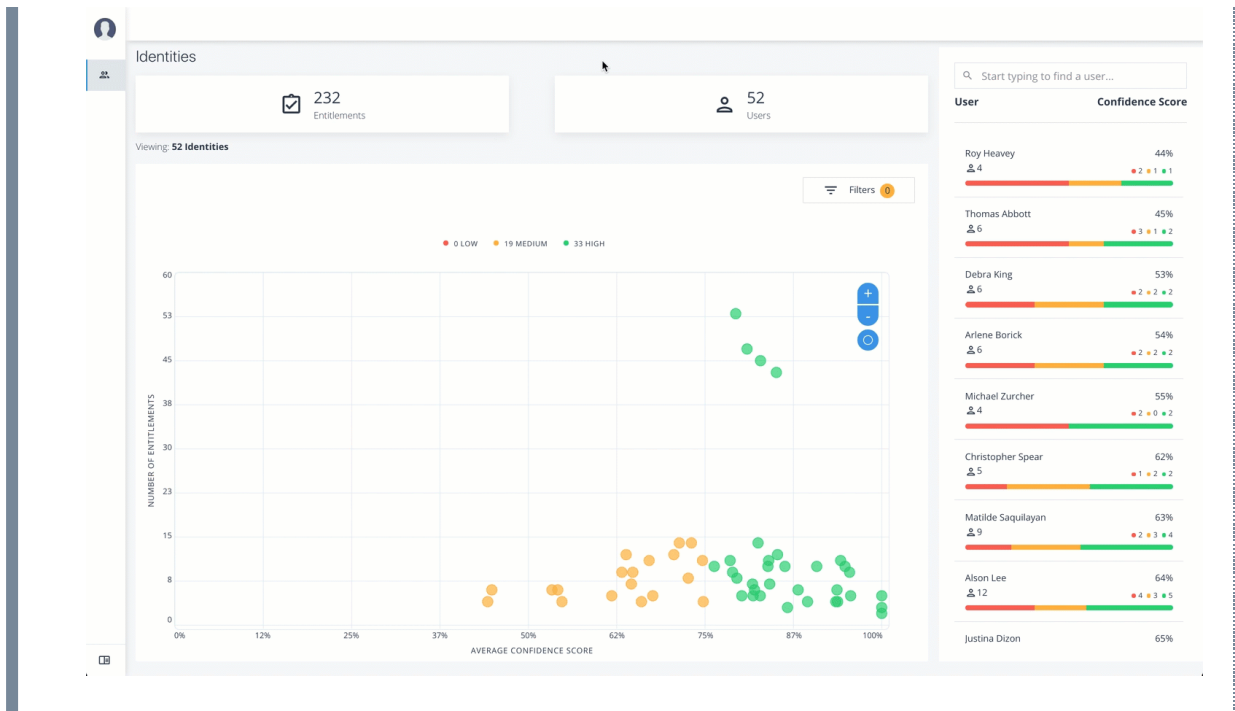 Identities
232
Entitlements
52
Users
Viewing: 52 Identities
Filters 0
0 LOW 19 MEDIUM 33 HIGH
60
53
45
38
30
23
15
8
0
NUMBER OF ENTITLEMENTS
0% 12% 25% 37% 50% 62% 75% 87% 100%
AVERAGE CONFIDENCE SCORE
+
-
Start typing to find a user...
User Confidence Score
Roy Heavey 44%
4 2 1 1
Thomas Abbott 45%
6 3 1 2
Debra King 53%
6 2 2 2
Arlene Borick 54%
6 2 2 2
Michael Zurcher 55%
4 2 0 2
Christopher Spear 62%
5 1 2 2
Matilde Saquilayan 63%
9 2 3 4
Alson Lee 64%
12 4 3 5
Justina Dizon 65%